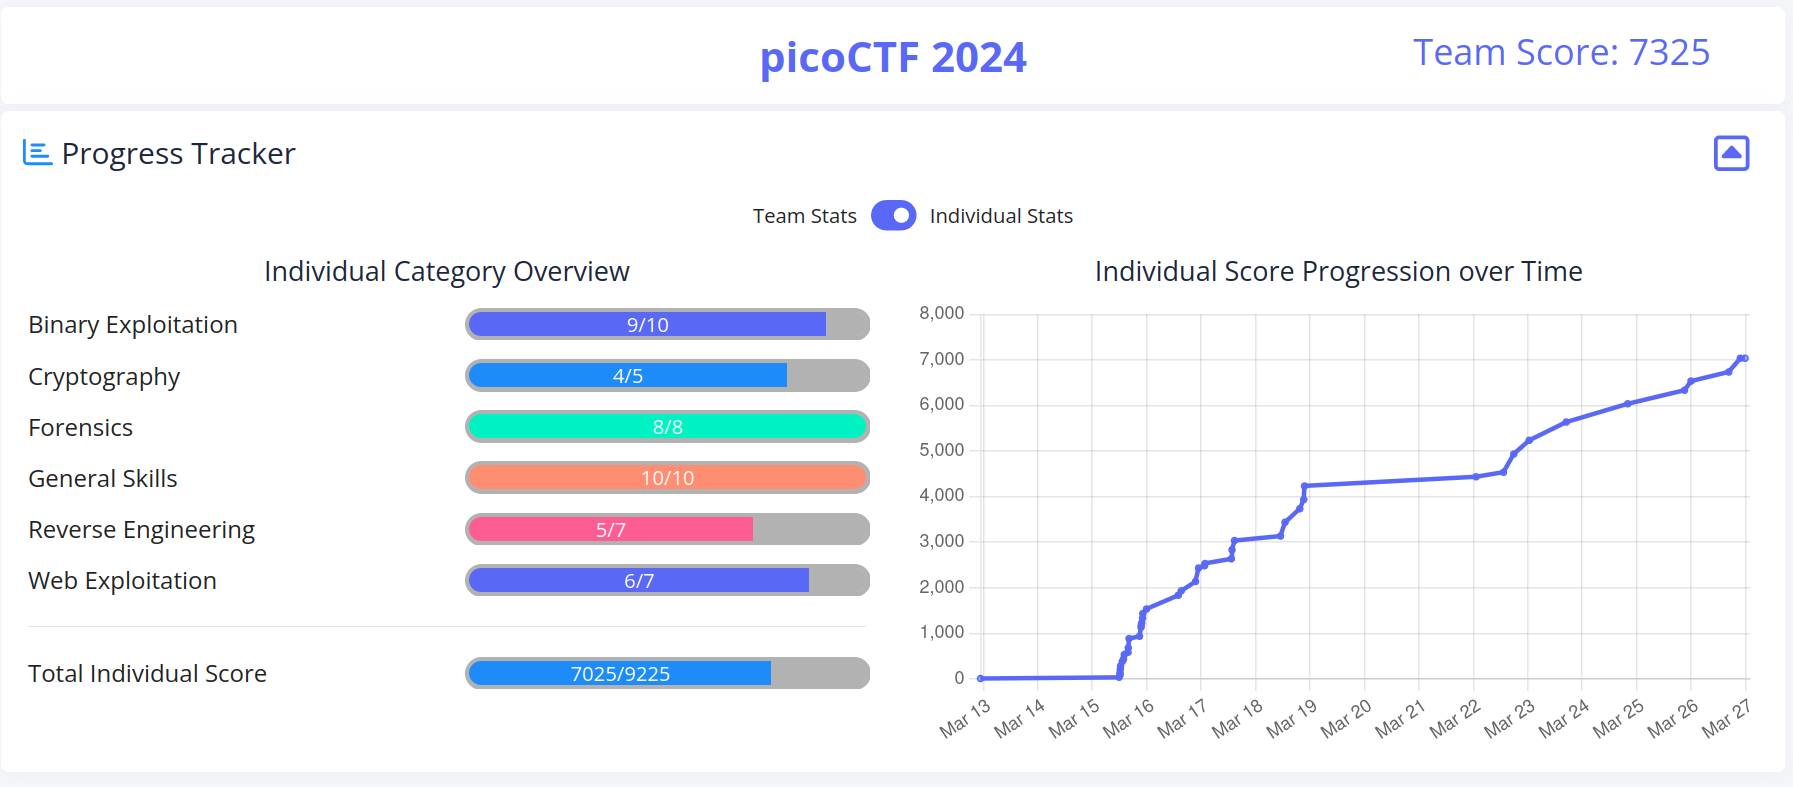 picoCTF 2024
Team Score: 7325
Progress Tracker
Team Stats
Individual Stats
Individual Category Overview
Binary Exploitation
9/10
Cryptography
4/5
Forensics
8/8
General Skills
10/10
Reverse Engineering
5/7
Web Exploitation
6/7
Total Individual Score
7025/9225
Individual Score Progression over Time
8,000
7,000
6,000
5,000
4,000
3,000
2,000
1,000
0
Mar 13
Mar 14
Mar 15
Mar 16
Mar 17
Mar 18
Mar 19
Mar 20
Mar 21
Mar 22
Mar 23
Mar 24
Mar 25
Mar 26
Mar 27